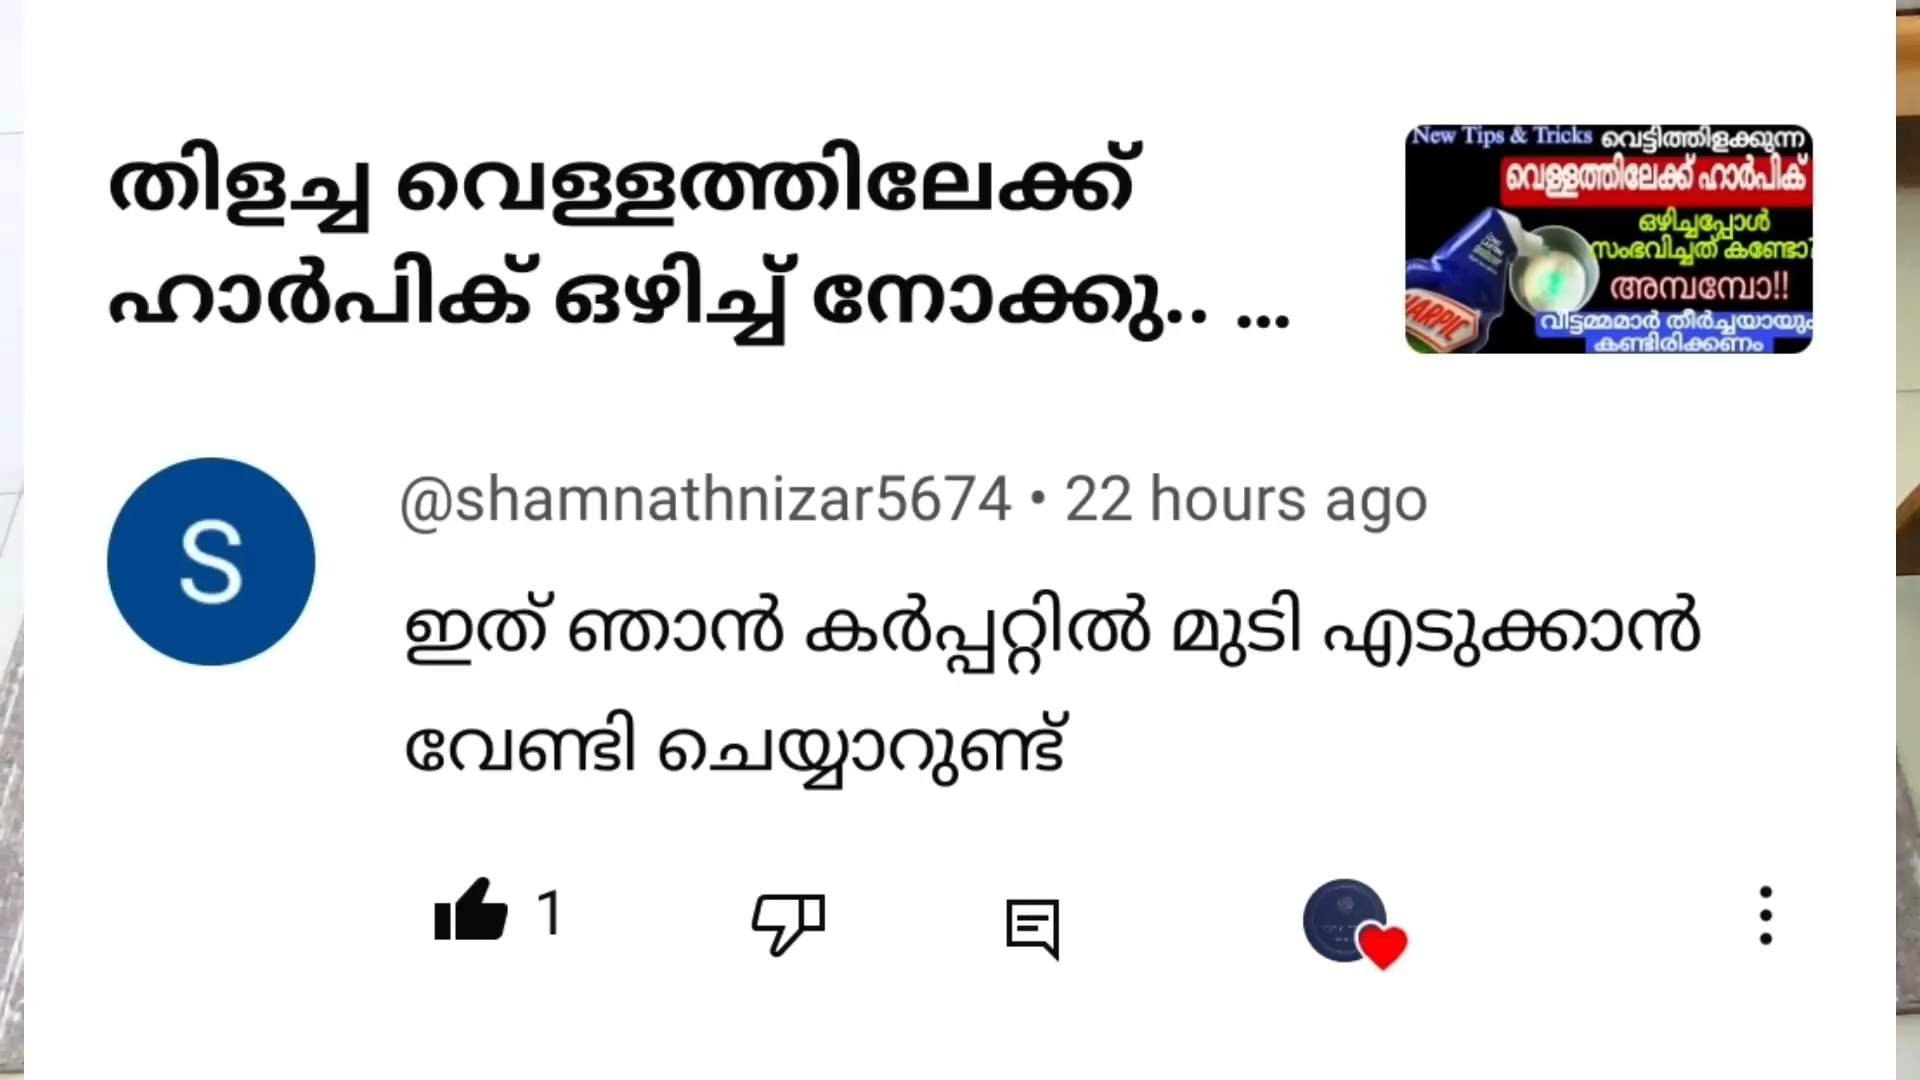 തിളച്ച വെള്ളത്തിലേക്ക്
ഹാർപിക് ഒഴിച്ച് നോക്കു.. ...
New Tips & Tricks വെട്ടിത്തിളക്കുന്ന
വെള്ളത്തിലേക്ക് ഹാർപിക്
ഒഴിച്ചപ്പോൾ
സംഭവിച്ചത് കണ്ടോ?
അമ്പമ്പോ!!
വീട്ടമ്മമാർ തീർച്ചയായും
കണ്ടിരിക്കണം
HARPIC
S
@shamnathnizar5674 • 22 hours ago
ഇത് ഞാൻ കർപ്പറ്റിൽ മുടി എടുക്കാൻ
വേണ്ടി ചെയ്യാറുണ്ട്
1